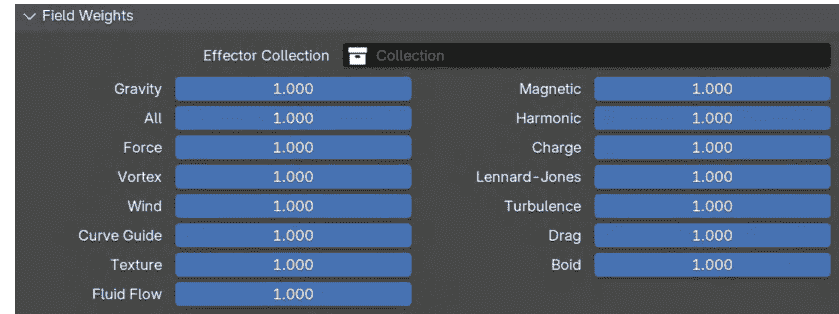 Field Weights
Effector Collection Collection
Gravity 1.000 Magnetic 1.000
All 1.000 Harmonic 1.000
Force 1.000 Charge 1.000
Vortex 1.000 Lennard-Jones 1.000
Wind 1.000 Turbulence 1.000
Curve Guide 1.000 Drag 1.000
Texture 1.000 Boid 1.000
Fluid Flow 1.000